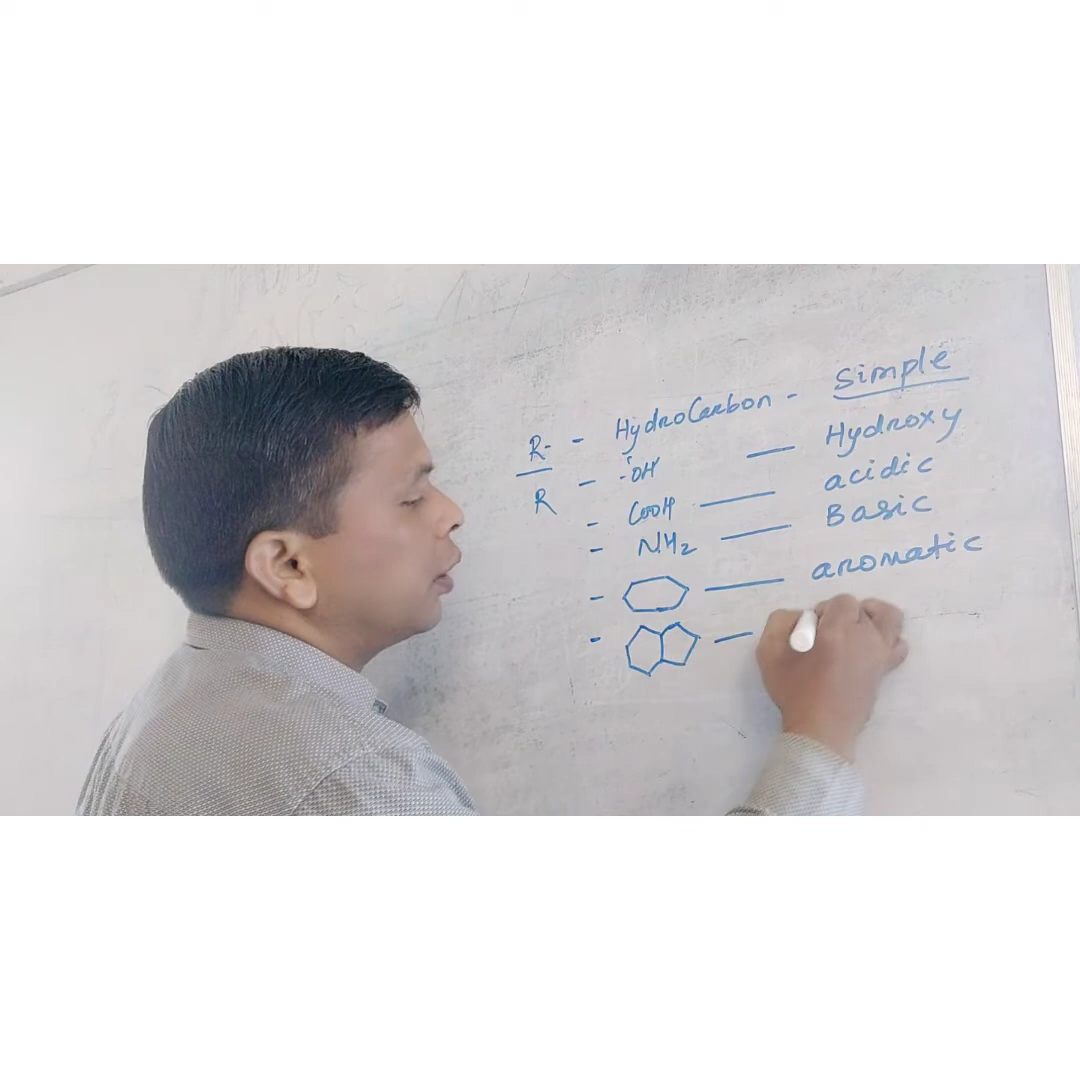 R- - HydroCarbon - Simple
R - -OH — Hydroxy
- COOH — acidic
- NH2 — Basic
- — aromatic
- —